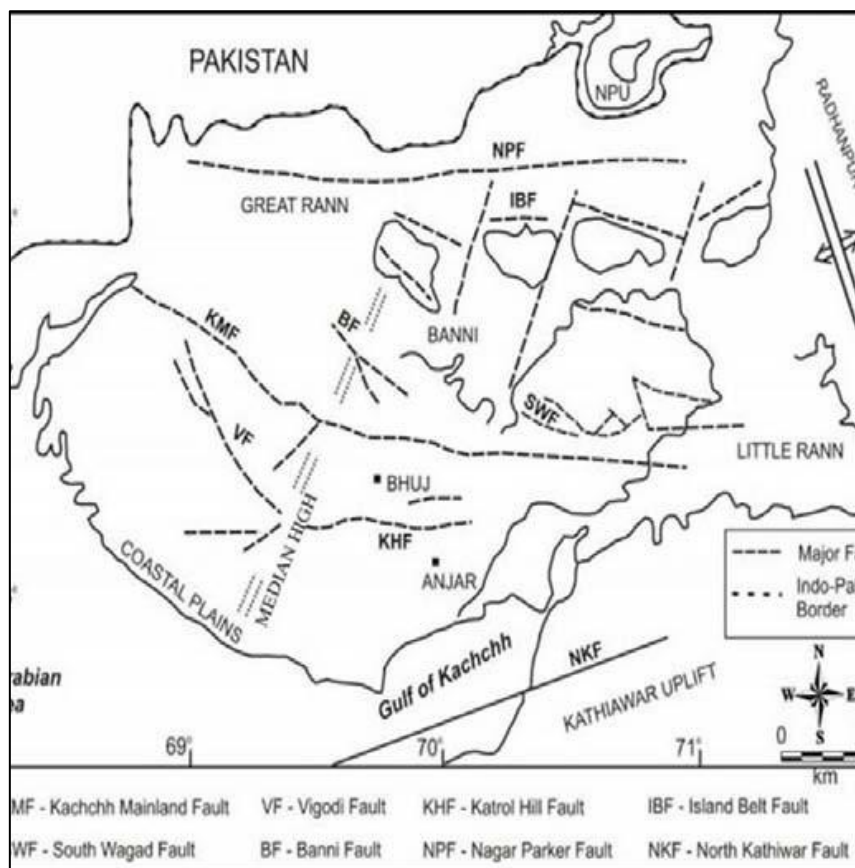 PAKISTAN
NPU
RADHANPUR
NPF
GREAT RANN
IBF
KMF
BF
BANNI
VF
SWF
LITTLE RANN
BHUJ
MEDIAN HIGH
KHF
COASTAL PLAINS
ANJAR
Major F
Indo-Pa
Border
N
W E
S
rabian
a
Gulf of Kachchh
NKF
KATHIAWAR UPLIFT
69°
70°
71°
0
km
MF - Kachchh Mainland Fault VF - Vigodi Fault KHF - Katrol Hill Fault IBF - Island Belt Fault
WF - South Wagad Fault BF - Banni Fault NPF - Nagar Parker Fault NKF - North Kathiwar Fault